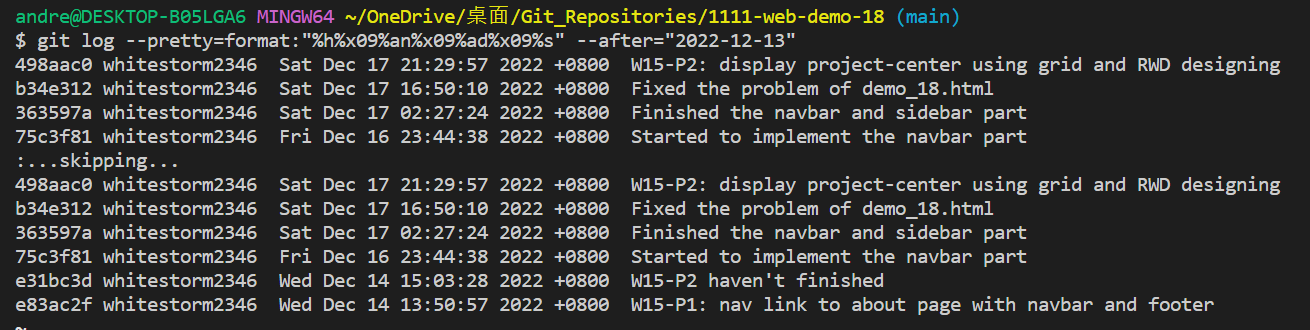 andre@DESKTOP-B05LGA6 MINGW64 ~/OneDrive/桌面/Git_Repositories/1111-web-demo-18 (main)
$ git log --pretty=format:"%h%x09%an%x09%ad%x09%s" --after="2022-12-13"
498aac0 whitestorm2346  Sat Dec 17 21:29:57 2022 +0800  W15-P2: display project-center using grid and RWD designing
b34e312 whitestorm2346  Sat Dec 17 16:50:10 2022 +0800  Fixed the problem of demo_18.html
363597a whitestorm2346  Sat Dec 17 02:27:24 2022 +0800  Finished the navbar and sidebar part
75c3f81 whitestorm2346  Fri Dec 16 23:44:38 2022 +0800  Started to implement the navbar part
:...skipping...
498aac0 whitestorm2346  Sat Dec 17 21:29:57 2022 +0800  W15-P2: display project-center using grid and RWD designing
b34e312 whitestorm2346  Sat Dec 17 16:50:10 2022 +0800  Fixed the problem of demo_18.html
363597a whitestorm2346  Sat Dec 17 02:27:24 2022 +0800  Finished the navbar and sidebar part
75c3f81 whitestorm2346  Fri Dec 16 23:44:38 2022 +0800  Started to implement the navbar part
e31bc3d whitestorm2346  Wed Dec 14 15:03:28 2022 +0800  W15-P2 haven't finished
e83ac2f whitestorm2346  Wed Dec 14 13:50:57 2022 +0800  W15-P1: nav link to about page with navbar and footer